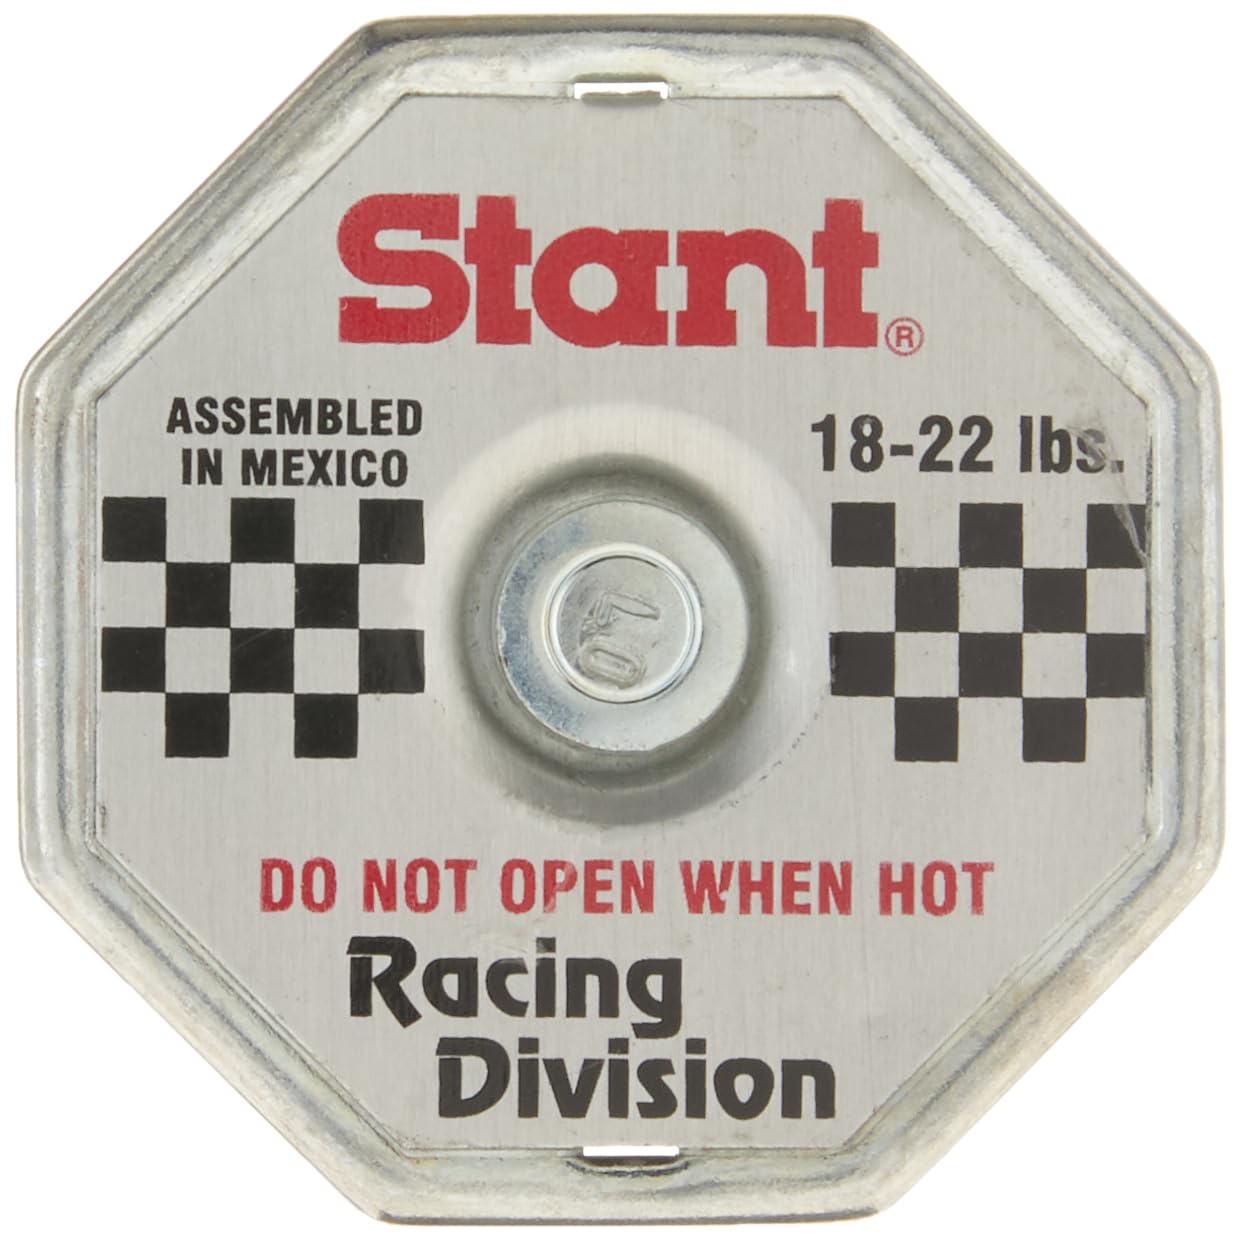 Stant®
ASSEMBLED
IN MEXICO
18-22 lbs.
DO NOT OPEN WHEN HOT
Racing
Division